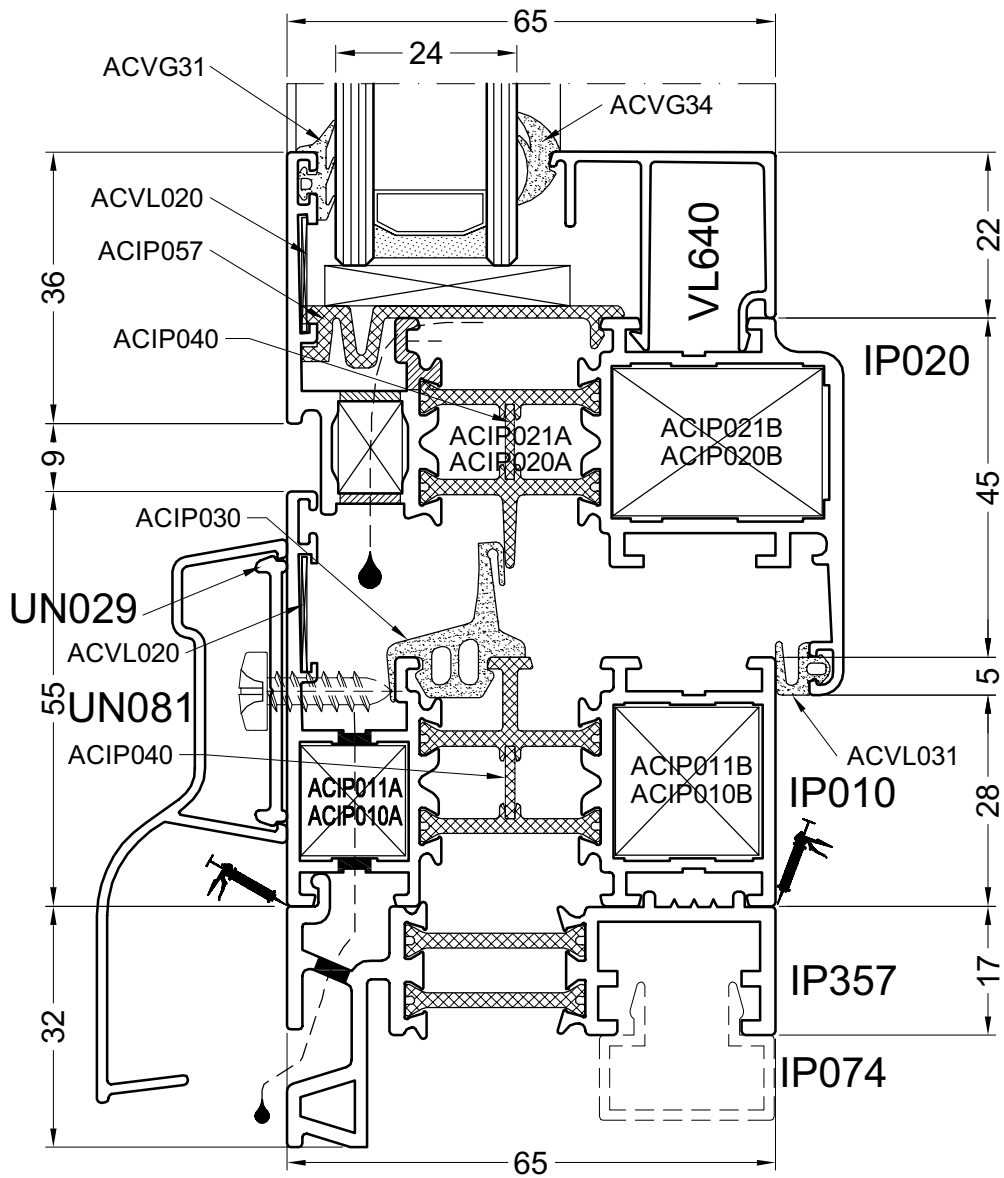 65
24
ACVG31
ACVG34
ACVL020
ACIP057
VL640
22
36
ACIP040
IP020
ACIP021A
ACIP020A
ACIP021B
ACIP020B
9
45
ACIP030
UN029
ACVL020
5
55
UN081
ACIP040
ACIP011A
ACIP010A
ACIP011B
ACIP010B
ACVL031
IP010
28
IP357
17
32
IP074
65